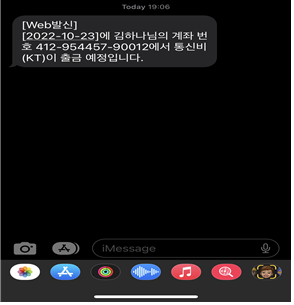 Today 19:06
[Web발신]
[2022-10-23]에 김하나님의 계좌 번
호 412-954457-90012에서 통신비
(KT)이 출금 예정입니다.
iMessage